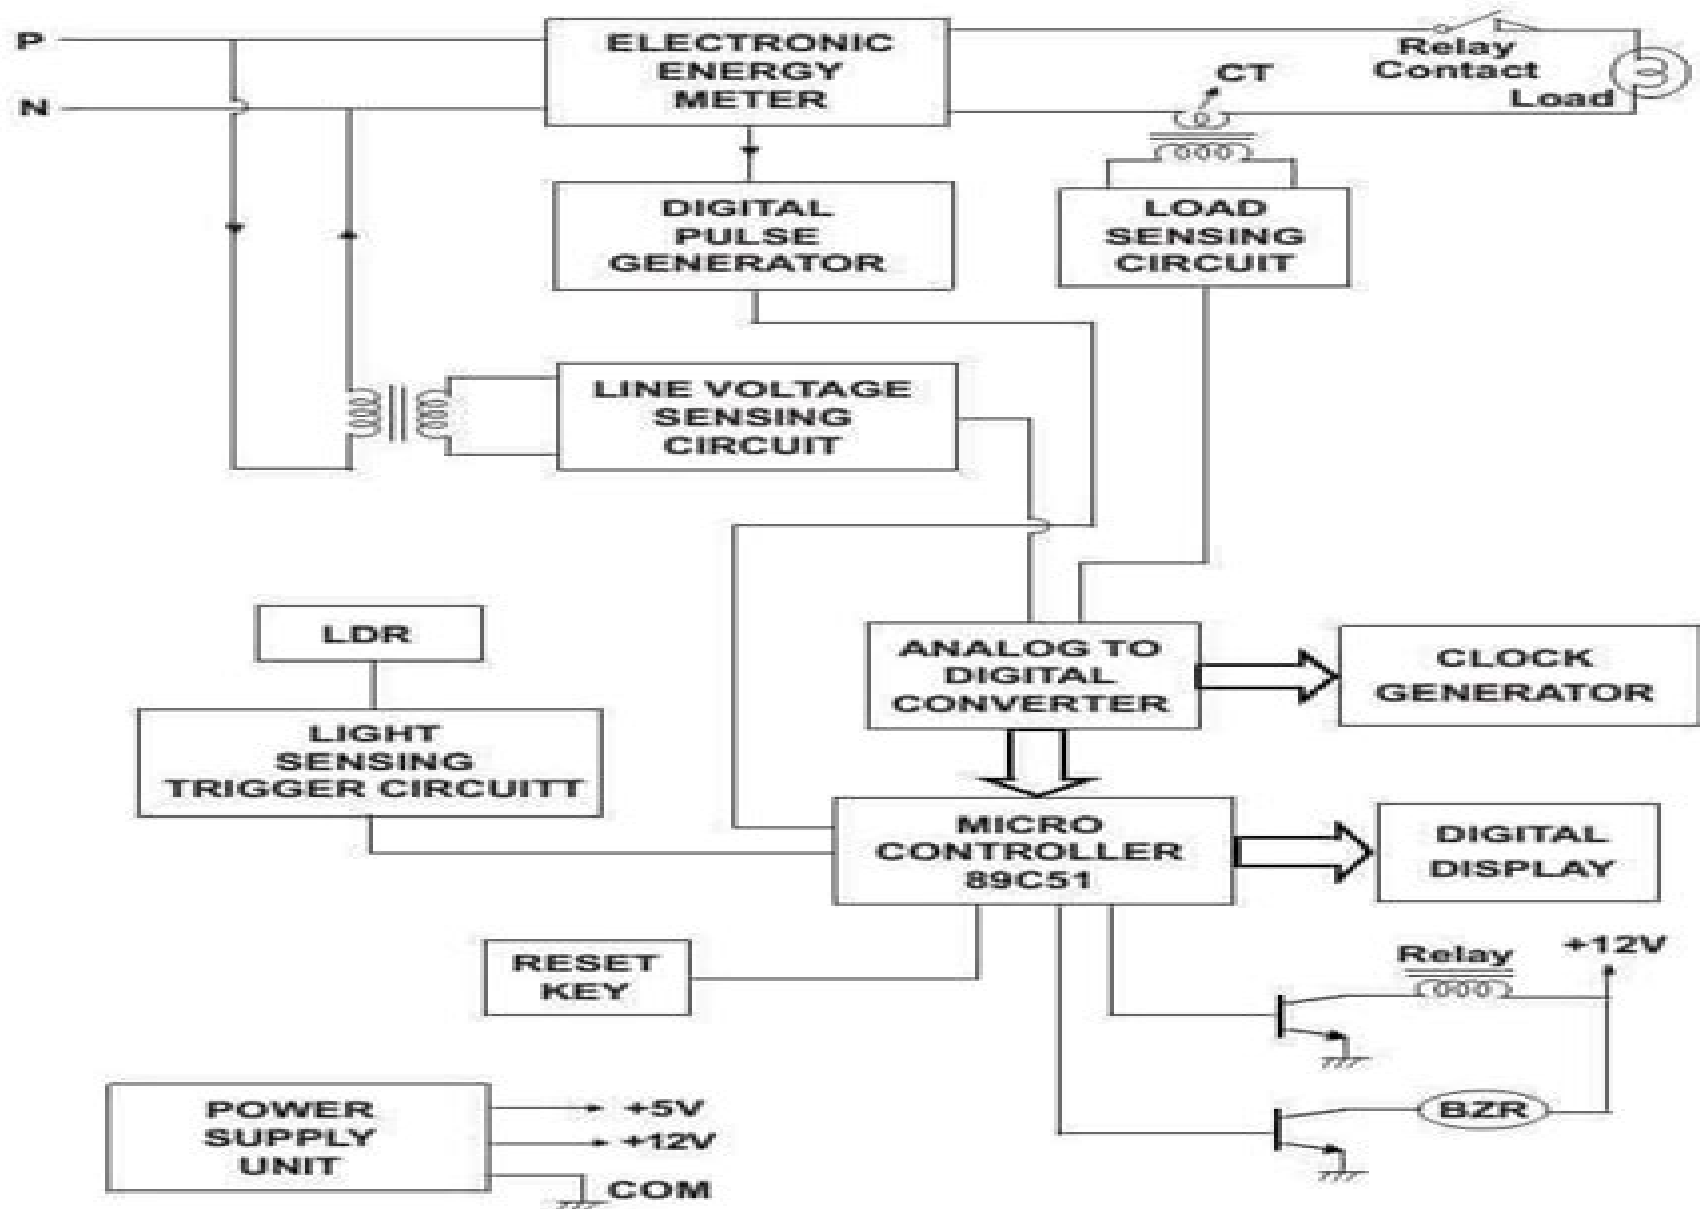 P
N
ELECTRONIC
ENERGY
METER
Relay
Contact
Load
CT
DIGITAL
PULSE
GENERATOR
LOAD
SENSING
CIRCUIT
LINE VOLTAGE
SENSING
CIRCUIT
LDR
LIGHT
SENSING
TRIGGER CIRCUITT
ANALOG TO
DIGITAL
CONVERTER
CLOCK
GENERATOR
MICRO
CONTROLLER
89C51
DIGITAL
DISPLAY
RESET
KEY
Relay
+12V
BZR
POWER
SUPPLY
UNIT
+5V
+12V
COM